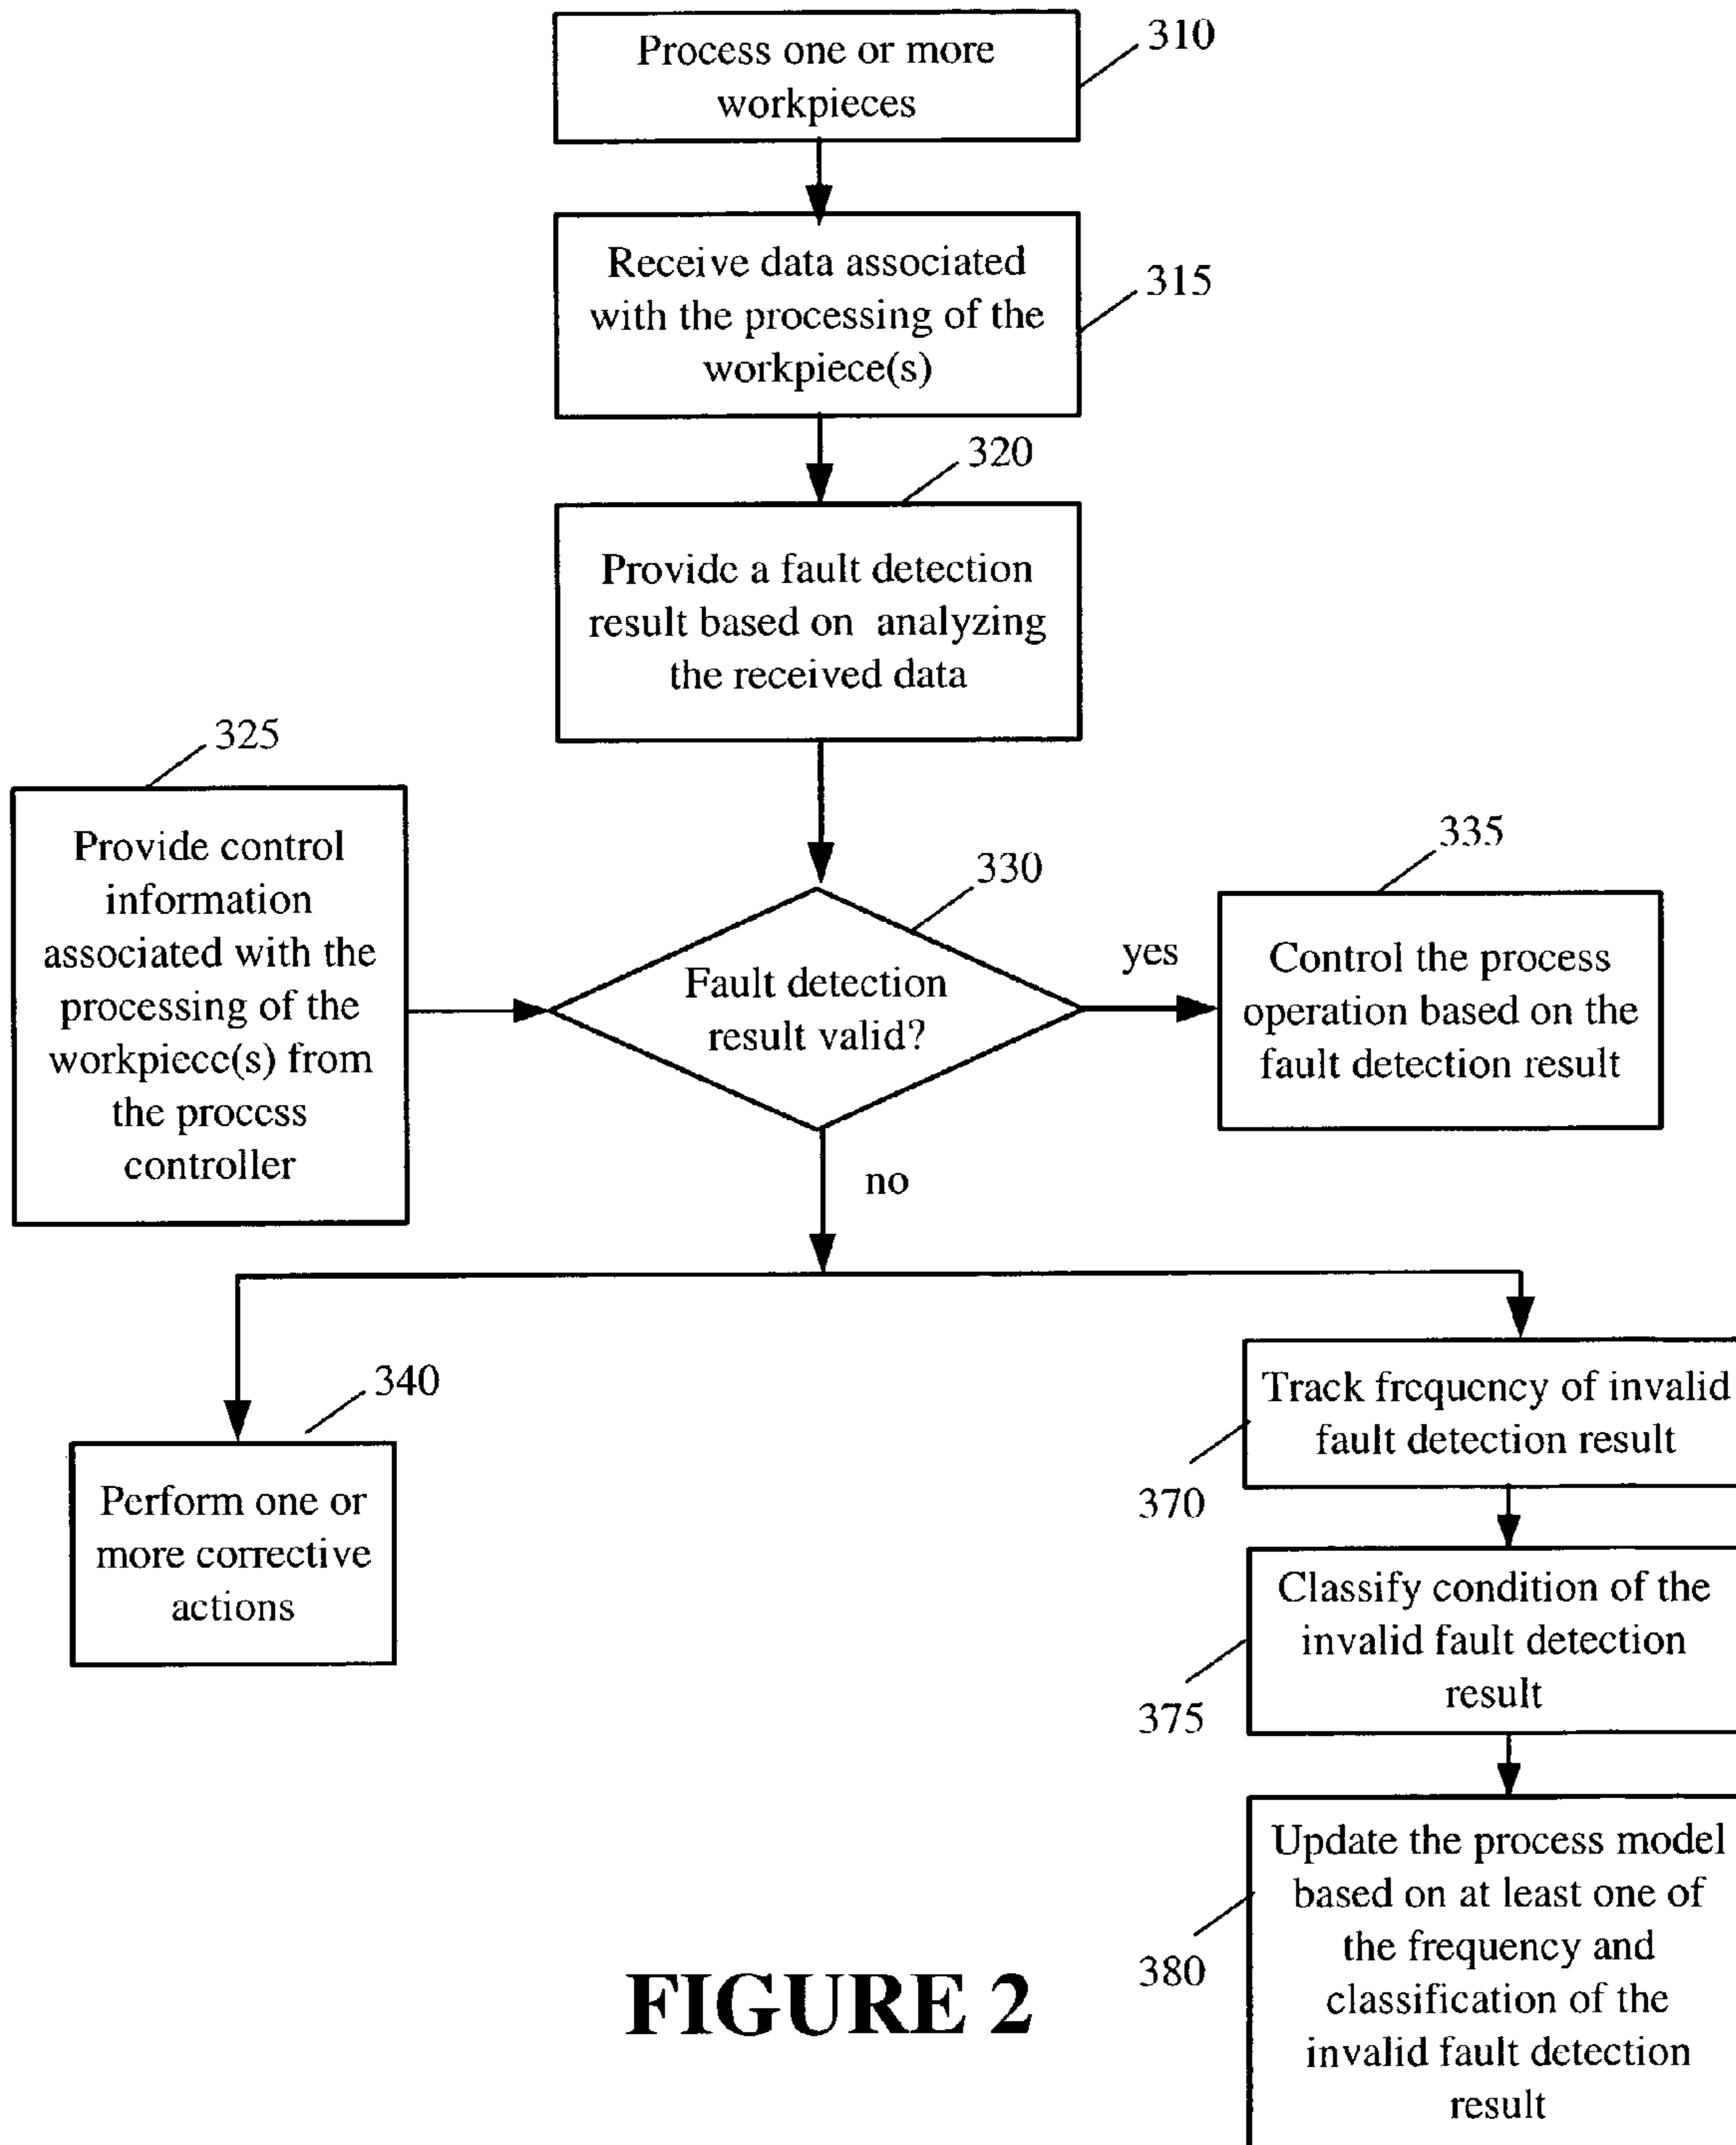 310
Process one or more
workpieces
315
Receive data associated
with the processing of the
workpiece(s)
320
Provide a fault detection
result based on analyzing
the received data
325
Provide control
information
associated with the
processing of the
workpiece(s) from
the process
controller
330
Fault detection
result valid?
yes
335
Control the process
operation based on the
fault detection result
no
340
Perform one or
more corrective
actions
Track frequency of invalid
fault detection result
370
Classify condition of the
invalid fault detection
result
375
Update the process model
based on at least one of
the frequency and
classification of the
invalid fault detection
result
380
FIGURE 2